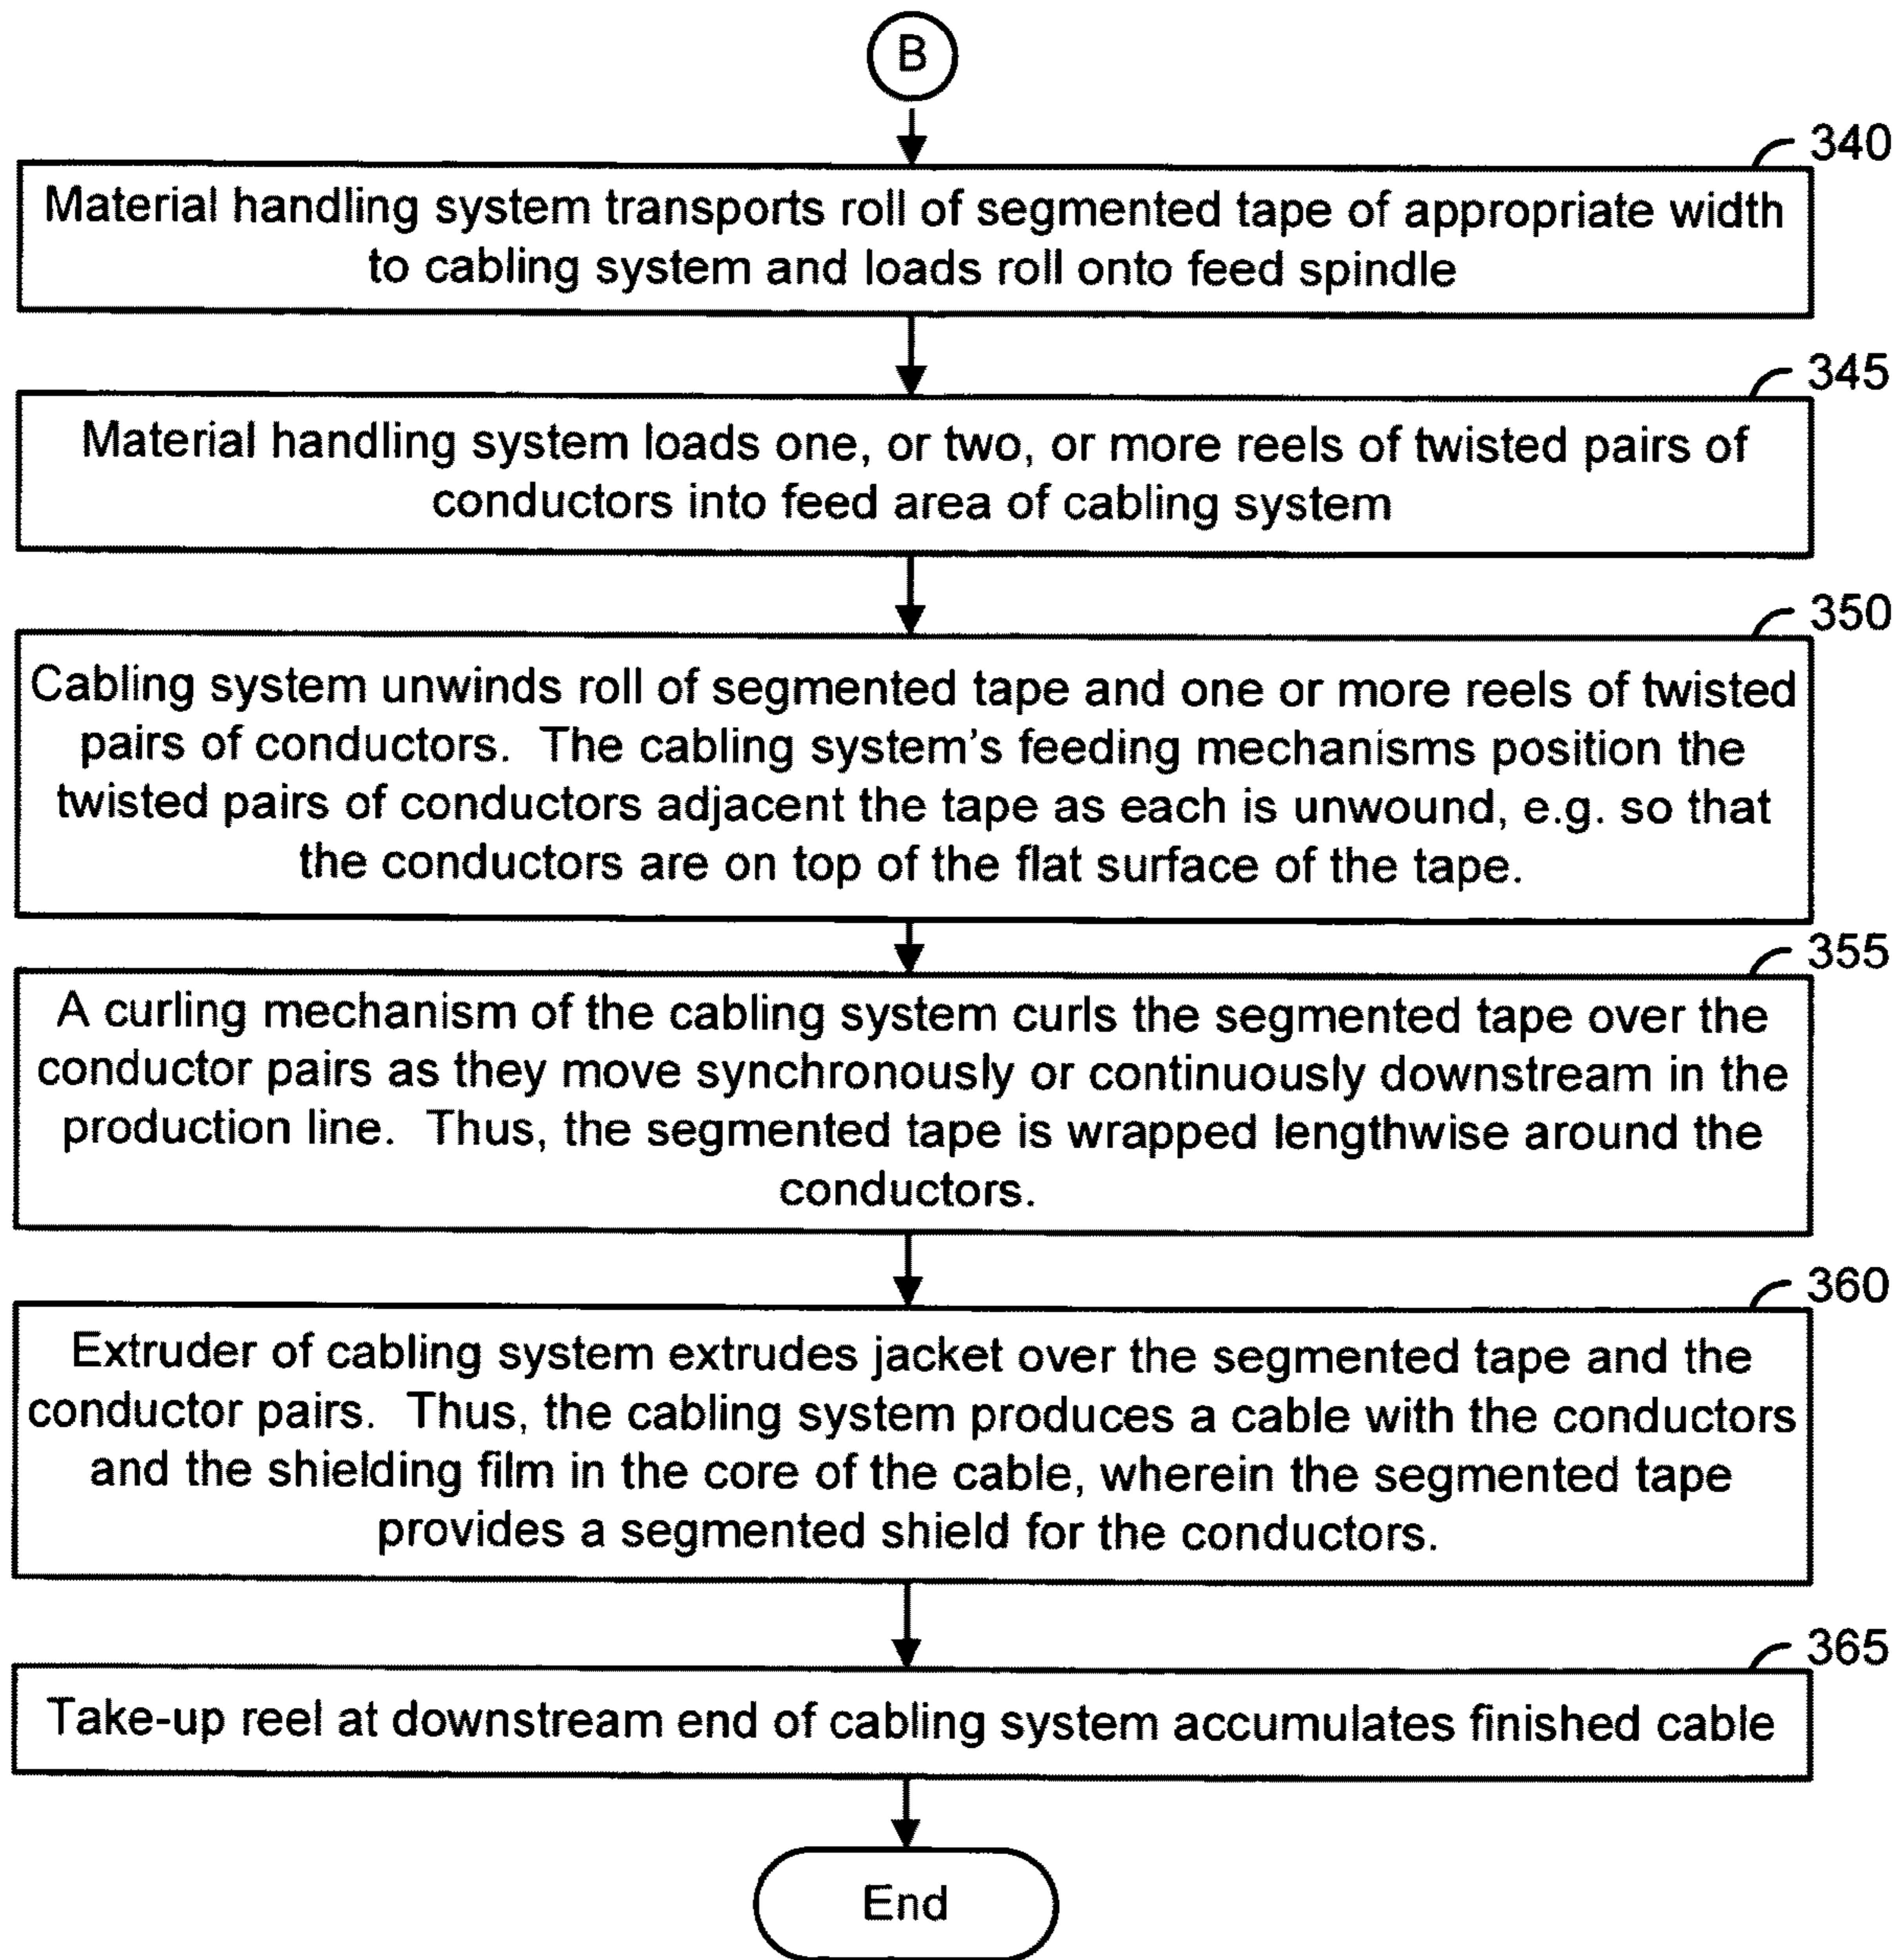 B
340
Material handling system transports roll of segmented tape of appropriate width
to cabling system and loads roll onto feed spindle
345
Material handling system loads one, or two, or more reels of twisted pairs of
conductors into feed area of cabling system
350
Cabling system unwinds roll of segmented tape and one or more reels of twisted
pairs of conductors.  The cabling system's feeding mechanisms position the
twisted pairs of conductors adjacent the tape as each is unwound, e.g. so that
the conductors are on top of the flat surface of the tape.
355
A curling mechanism of the cabling system curls the segmented tape over the
conductor pairs as they move synchronously or continuously downstream in the
production line.  Thus, the segmented tape is wrapped lengthwise around the
conductors.
360
Extruder of cabling system extrudes jacket over the segmented tape and the
conductor pairs.  Thus, the cabling system produces a cable with the conductors
and the shielding film in the core of the cable, wherein the segmented tape
provides a segmented shield for the conductors.
365
Take-up reel at downstream end of cabling system accumulates finished cable
End